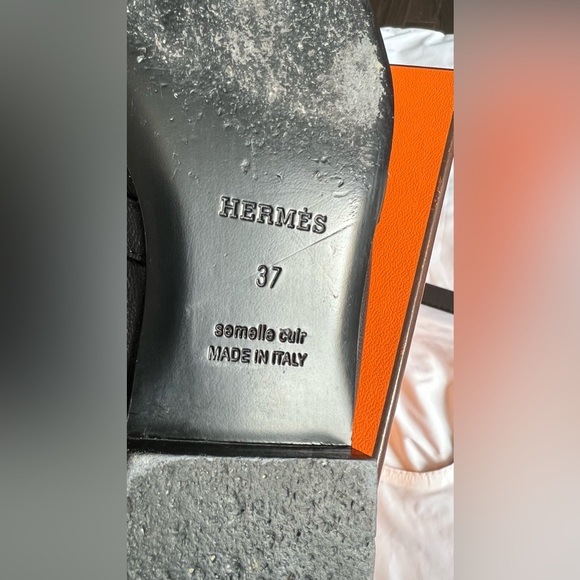 HERMÈS
37
semelle cuir
MADE IN ITALY